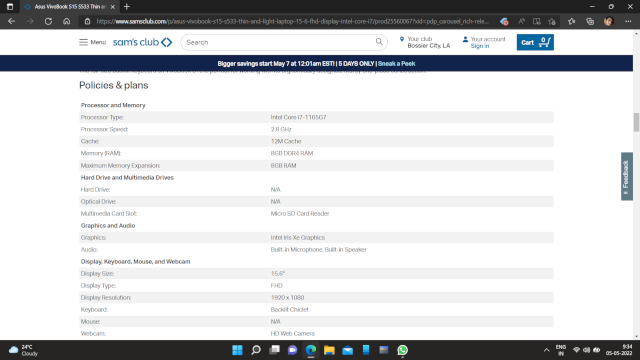 Asus VivoBook S15 S533 Thin an
https://www.samsclub.com/p/asus-vivobook-s15-s533-thin-and-light-laptop-15-6-fhd-display-intel-core-i7/prod25560067?xid=pdp_carousel_rich-rele...
Menu
sam's club
Search
Your club
Bossier City, LA
Your account
Sign in
Cart
0
Bigger savings start May 7 at 12:01am EST! | 5 DAYS ONLY | Sneak a Peek
Policies & plans
Processor and Memory
Processor Type: Intel Core i7-1165G7
Processor Speed: 2.8 GHz
Cache: 12M Cache
Memory (RAM): 8GB DDR4 RAM
Maximum Memory Expansion: 8GB RAM
Hard Drive and Multimedia Drives
Hard Drive: N/A
Optical Drive: N/A
Multimedia Card Slot: Micro SD Card Reader
Graphics and Audio
Graphics: Intel Iris Xe Graphics
Audio: Built-in Microphone, Built-in Speaker
Display, Keyboard, Mouse, and Webcam
Display Size: 15.6"
Display Type: FHD
Display Resolution: 1920 x 1080
Keyboard: Backlit Chiclet
Mouse: N/A
Webcam: HD Web Camera
Feedback
24°C
Cloudy
ENG
IN
9:34
05-05-2022